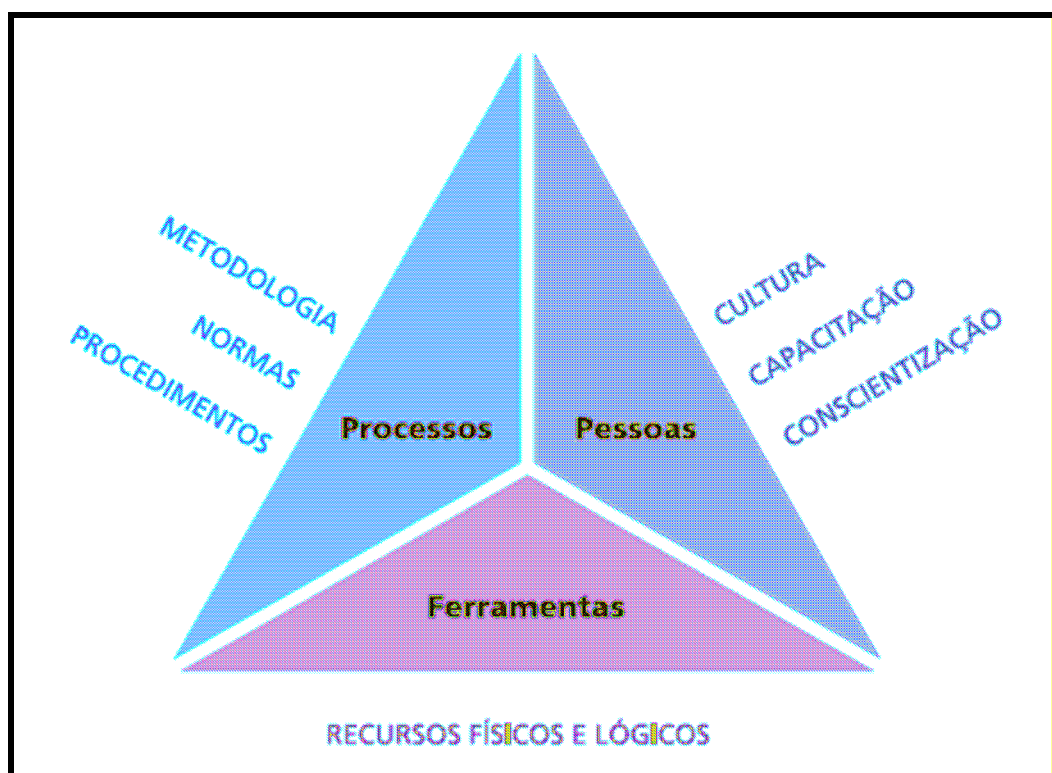 METODOLOGIA
NORMAS
PROCEDIMENTOS
CULTURA
CAPACITAÇÃO
CONSCIENTIZAÇÃO
Processos
Pessoas
Ferramentas
RECURSOS FÍSICOS E LÓGICOS